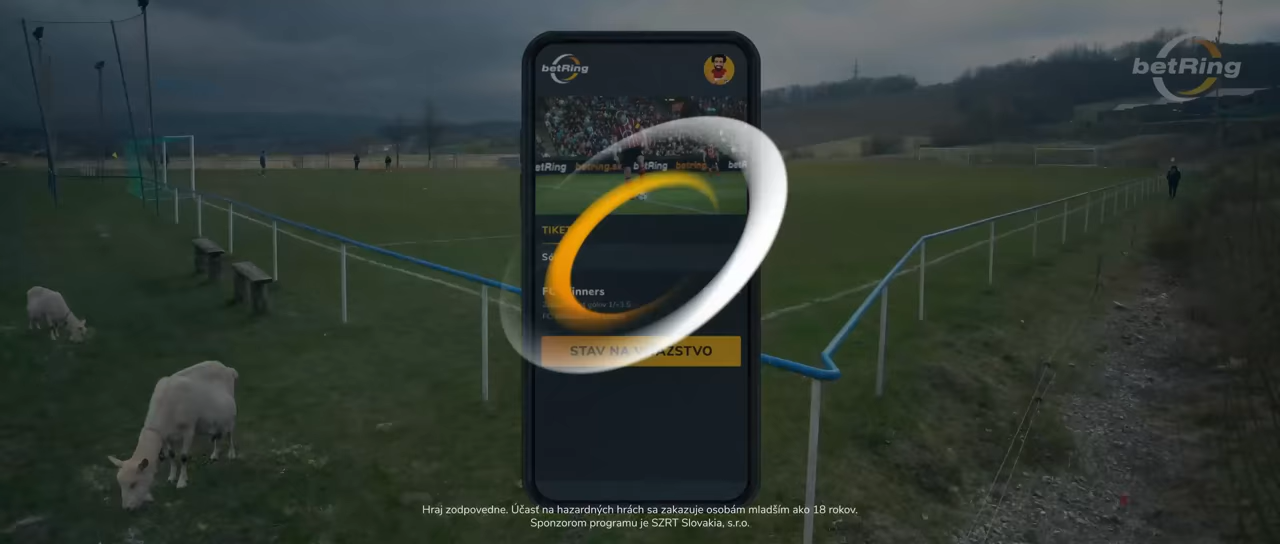 betRing
betRing
betRing betring betRing
TIKET
STAV NA
Hraj zodpovedne. Účasť na hazardných hrách sa zakazuje osobám mladším ako 18 rokov.
Sponzorom programu je SZRT Slovakia, s.r.o.